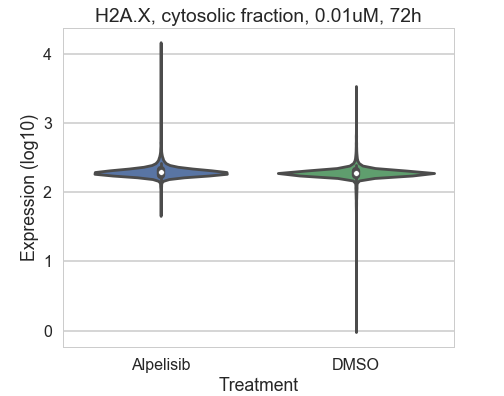 H2A.X, cytosolic fraction, 0.01uM, 72h
Expression (log10)
4
3
2
1
0
Alpelisib
DMSO
Treatment